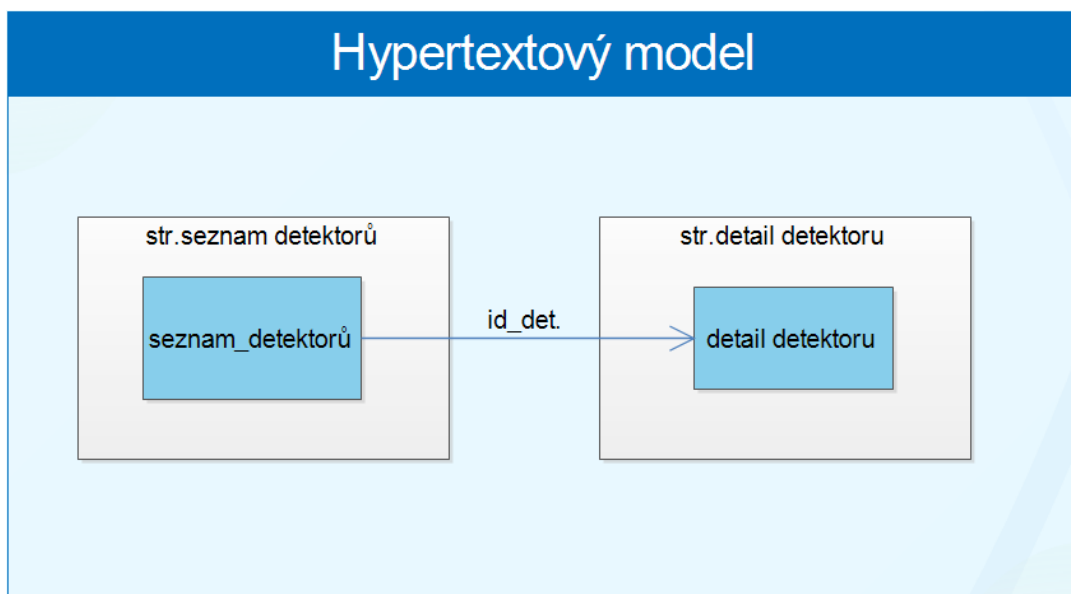 Hypertextový model
str.seznam detektorů
seznam_detektorů
id_det.
str.detail detektoru
detail detektoru